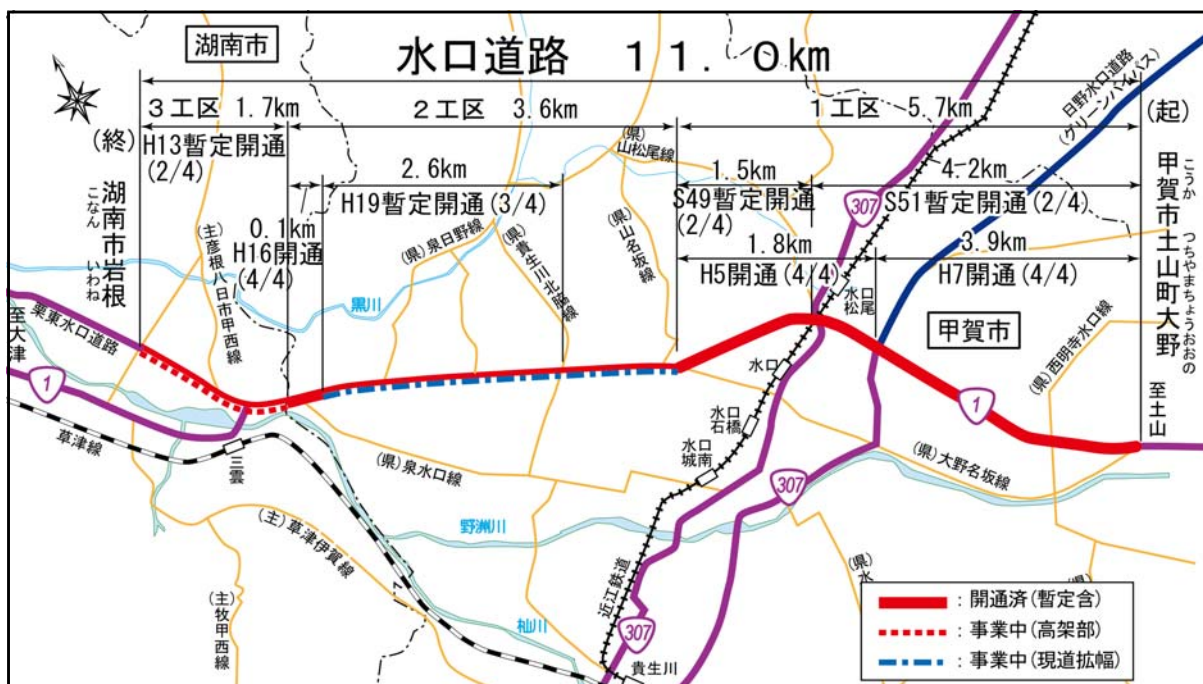 湖南市
水口道路 11.0km
3工区 1.7km
2工区 3.6km
1工区 5.7km
(終)
(起)
H13暫定開通
(2/4)
2.6km
H19暫定開通(3/4)
0.1km
H16開通
(4/4)
1.5km
S49暫定開通
(2/4)
4.2km
S51暫定開通(2/4)
1.8km
H5開通(4/4)
3.9km
H7開通(4/4)
日野水口道路
(グリーンバイパス)
湖南市岩根
こなん いわね
甲賀市土山町大野
こうか つちやまちょうおおの
(主)彦根八日市甲西線
(県)泉日野線
(県)貴生川北脇線
(県)山名坂線
(県)
山松尾線
307
黒川
水口
松尾
甲賀市
(県)西明寺水口線
至大津
栗東水口道路
1
草津線
三雲
(県)泉水口線
水口
水口
石橋
水口
城南
1
至土山
(県)大野名坂線
307
野洲川
(主)草津伊賀線
(主)牧甲西線
杣川
近江鉄道
307
貴生川
(県)水
(県)
:開通済(暫定含)
:事業中(高架部)
:事業中(現道拡幅)